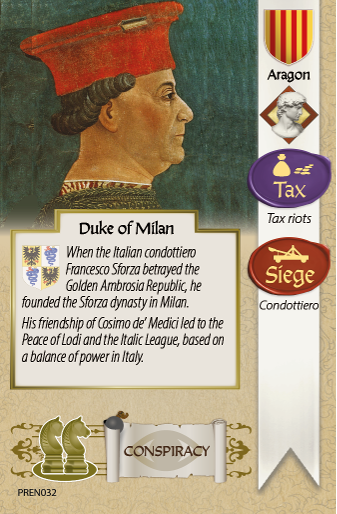 Aragon
Tax
Tax riots
Siege
Condottiero
Duke of Milan
When the Italian condottiero
Francesco Sforza betrayed the
Golden Ambrosia Republic, he
founded the Sforza dynasty in Milan.
His friendship of Cosimo de’ Medici led to the
Peace of Lodi and the Italic League, based on
a balance of power in Italy.
CONSPIRACY
PREN032